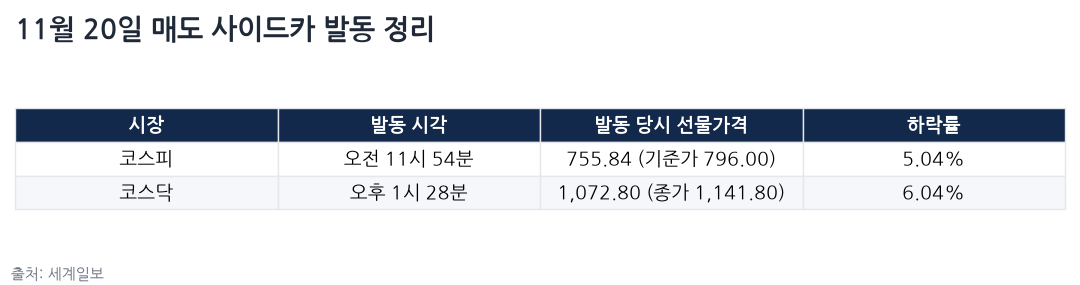 11월 20일 매도 사이드카 발동 정리
시장 발동 시각 발동 당시 선물가격 하락률
코스피 오전 11시 54분 755.84 (기준가 796.00) 5.04%
코스닥 오후 1시 28분 1,072.80 (종가 1,141.80) 6.04%
출처: 세계일보